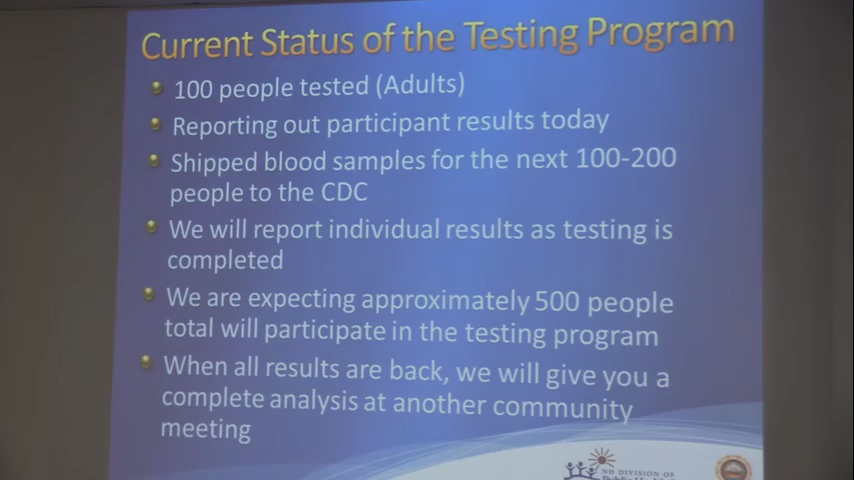 Current Status of the Testing Program
100 people tested (Adults)
Reporting out participant results today
Shipped blood samples for the next 100-200
people to the CDC
We will report individual results as testing is
completed
We are expecting approximately 500 people
total will participate in the testing program
When all results are back, we will give you a
complete analysis at another community
meeting
NH DIVISION OF